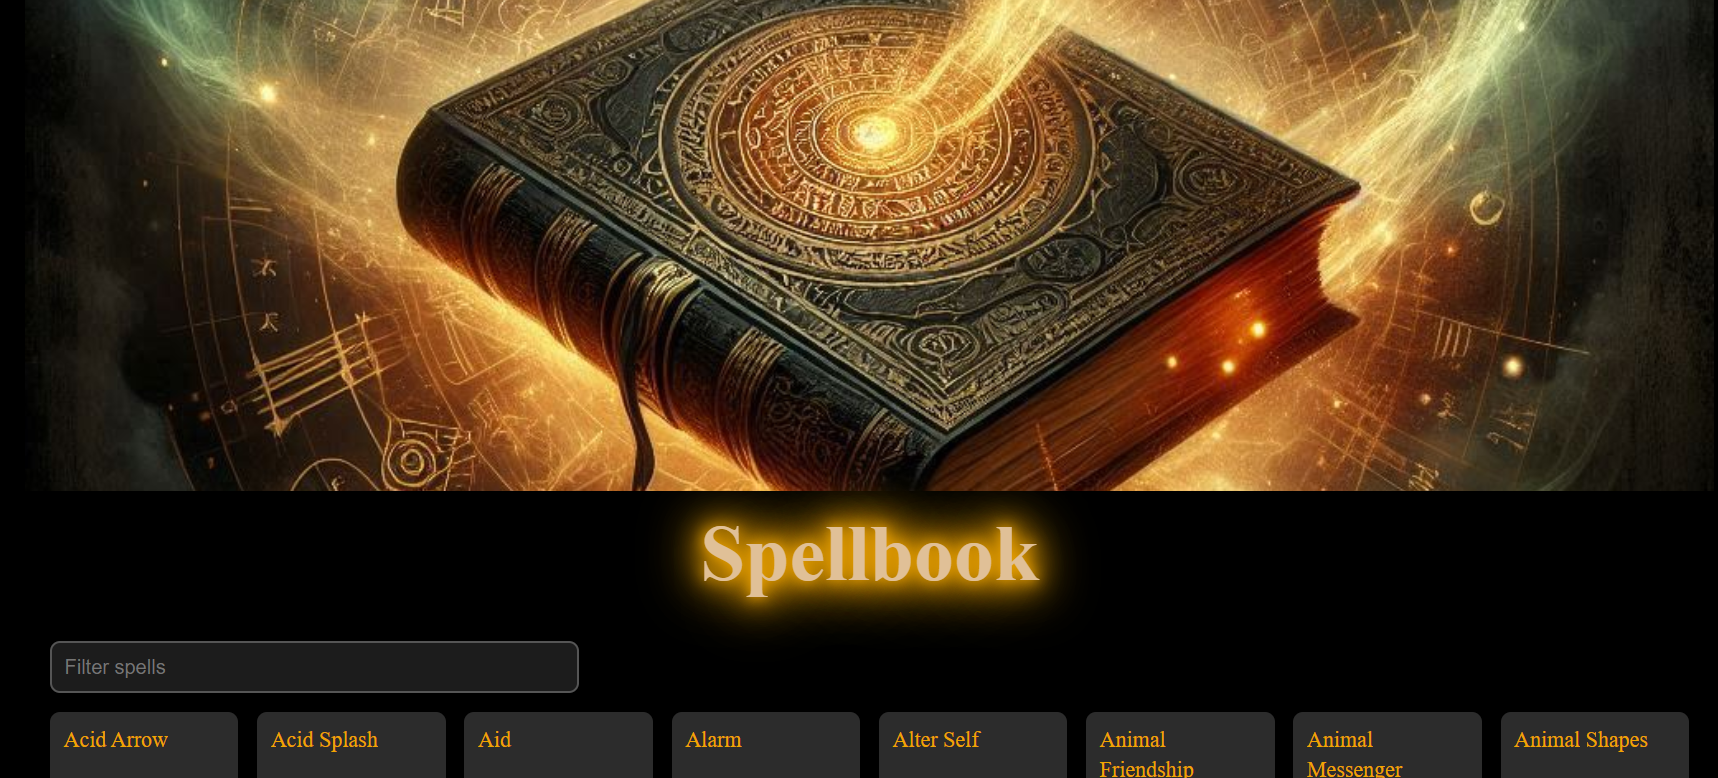 Spellbook
Filter spells
Acid Arrow
Acid Splash
Aid
Alarm
Alter Self
Animal
Friendship
Animal
Messenger
Animal Shapes